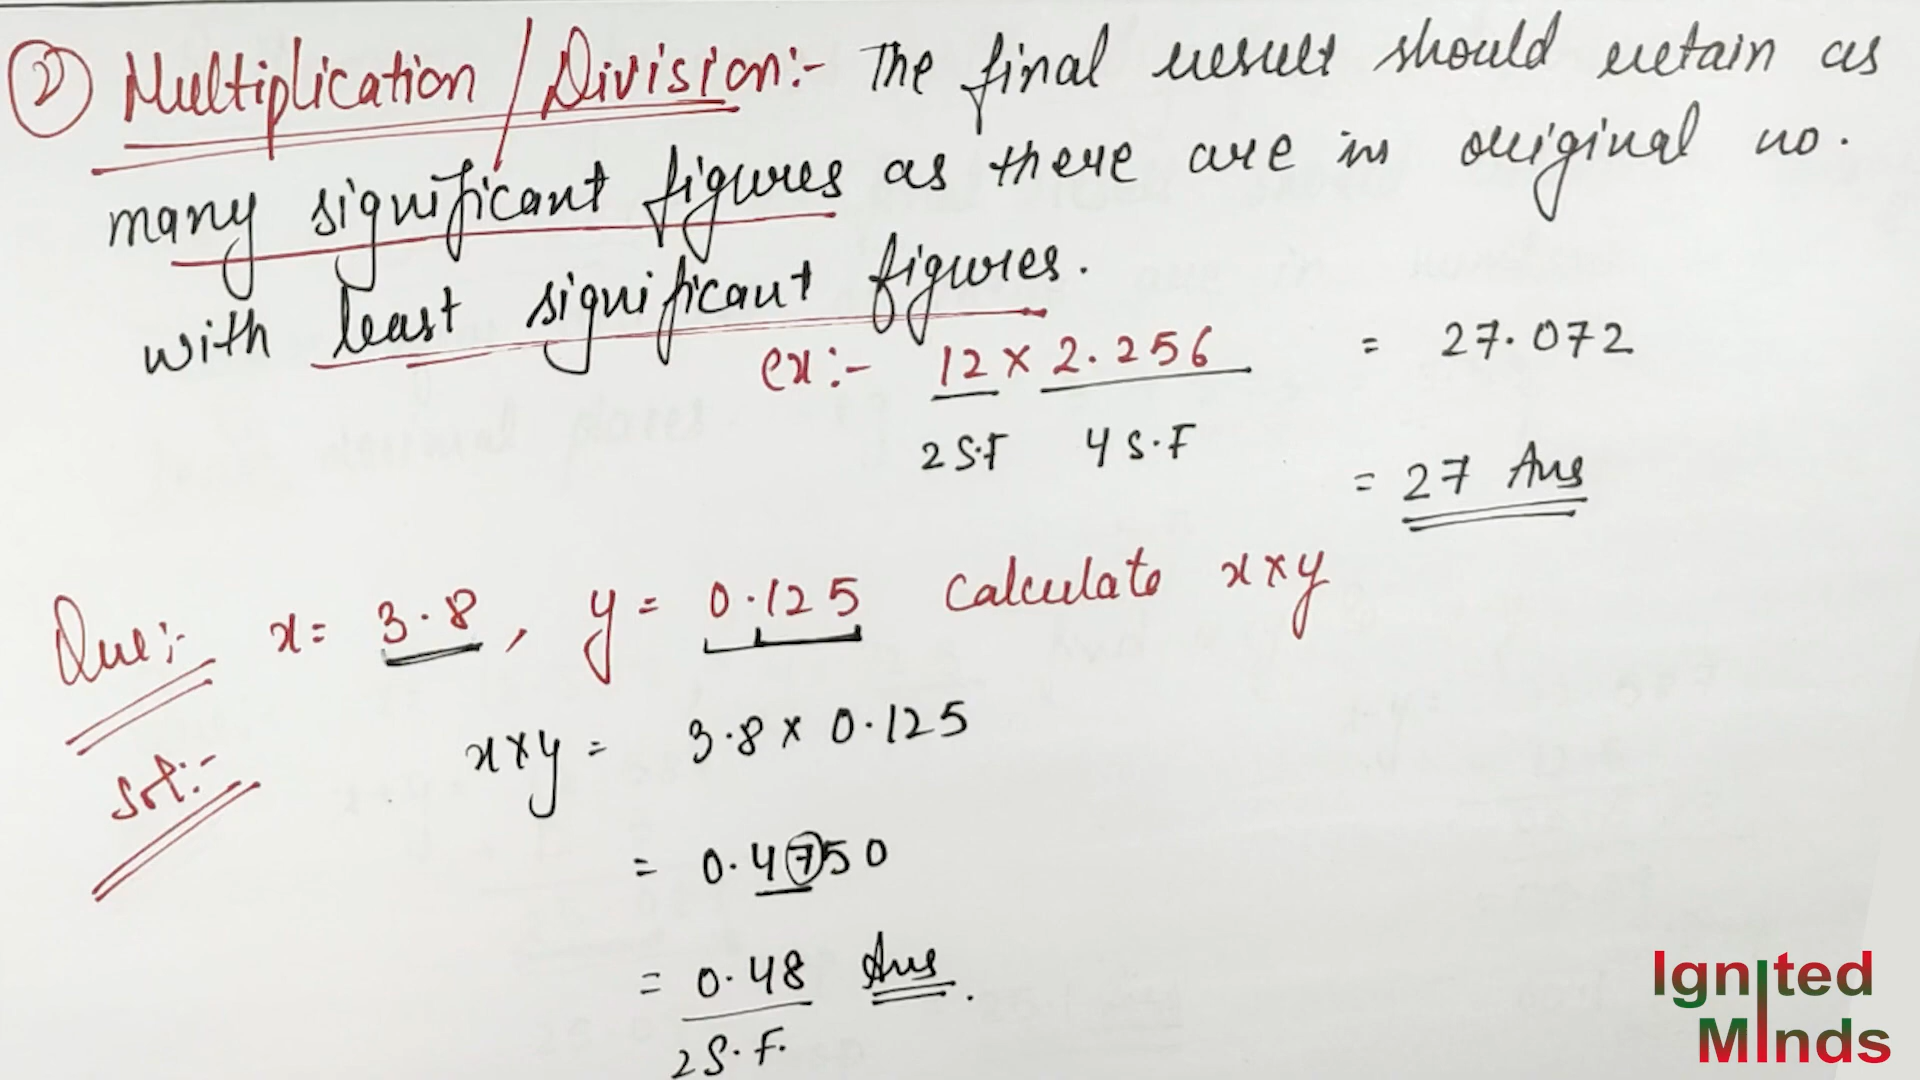 ② Multiplication / Division:- The final result should retain as
many significant figures as there are in original no.
with least significant figures.
ex:- 12 × 2.256 = 27.072
2 S.F 4 S.F
= 27 Ans
Que:- x = 3.8, y = 0.125 calculate x×y
Sol:- x×y = 3.8 × 0.125
= 0.4750
= 0.48 Ans.
2 S.F.
Ignited
Minds